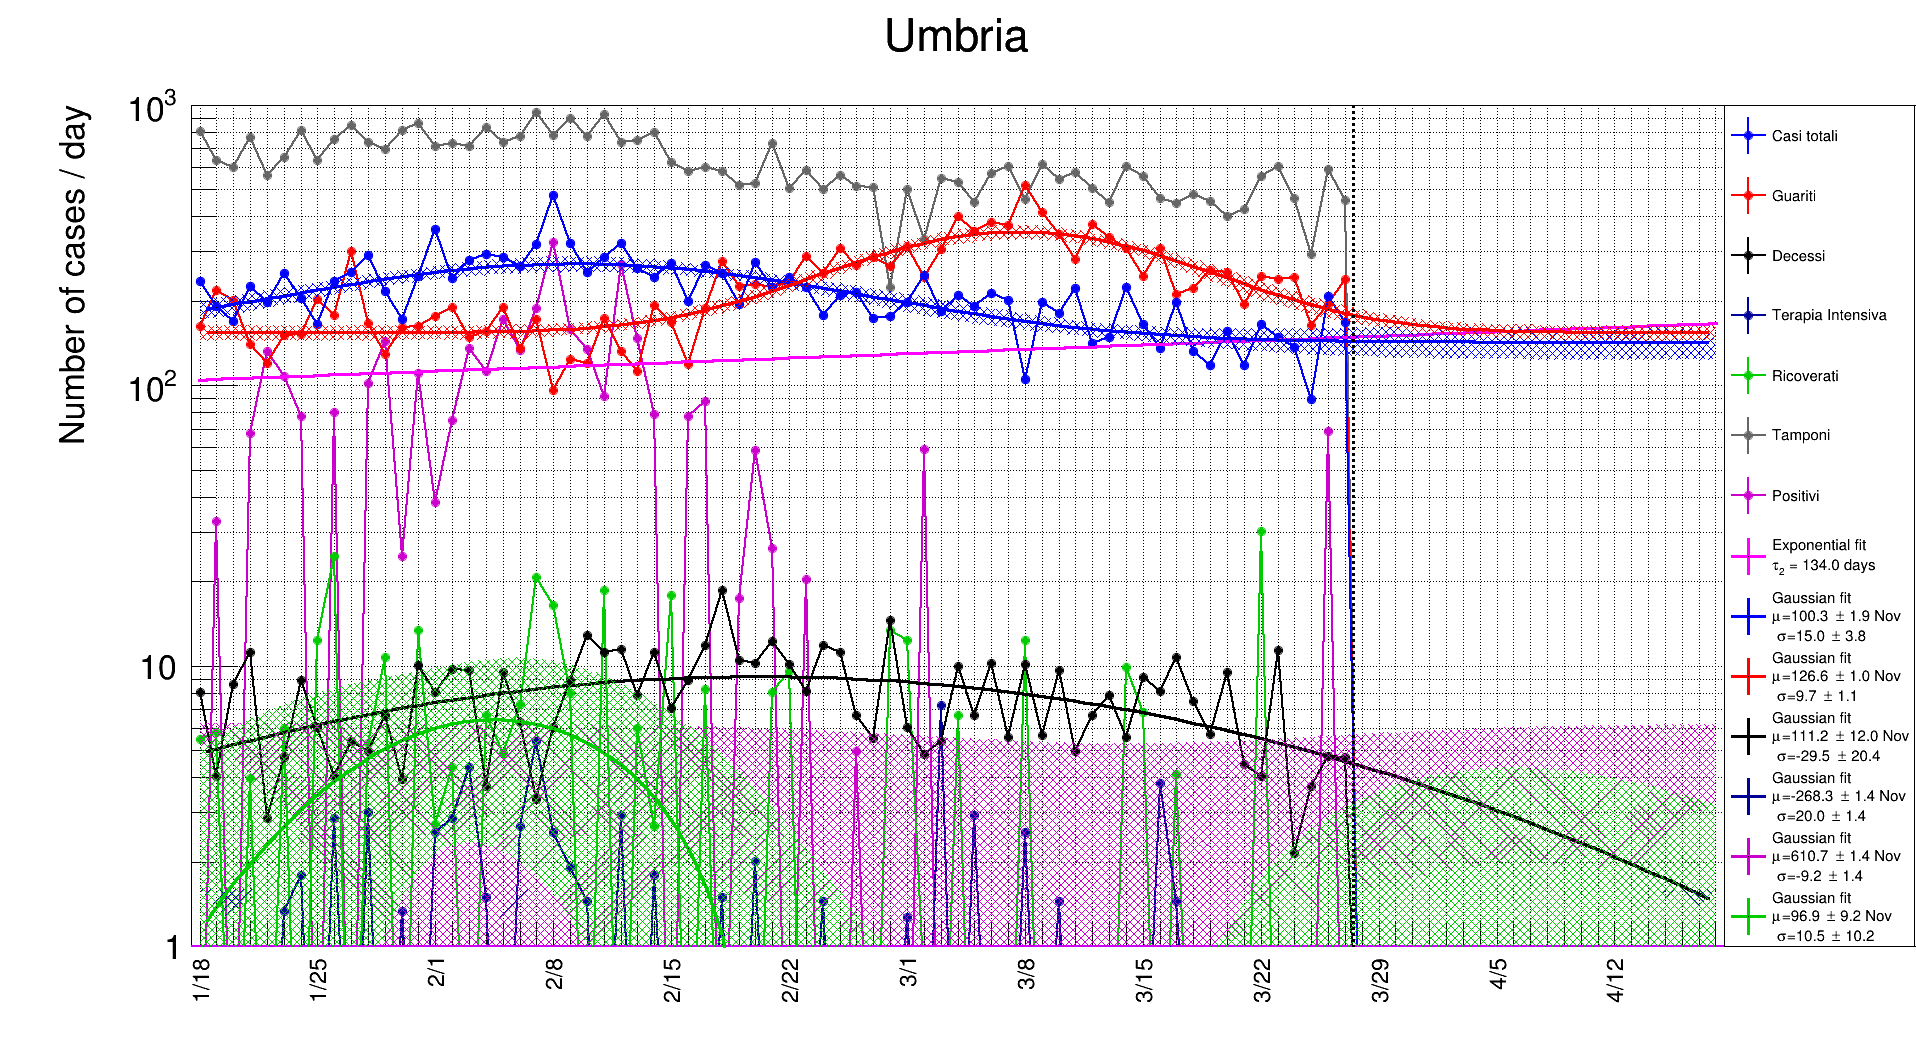 Umbria
Number of cases / day
10³
10²
10
1
1/18
1/25
2/1
2/8
2/15
2/22
3/1
3/8
3/15
3/22
3/29
4/5
4/12
Casi totali
Guariti
Decessi
Terapia Intensiva
Ricoverati
Tamponi
Positivi
Exponential fit
τ₂ = 134.0 days
Gaussian fit
μ=100.3 ± 1.9 Nov
σ=15.0 ± 3.8
Gaussian fit
μ=126.6 ± 1.0 Nov
σ=9.7 ± 1.1
Gaussian fit
μ=111.2 ± 12.0 Nov
σ=-29.5 ± 20.4
Gaussian fit
μ=-268.3 ± 1.4 Nov
σ=20.0 ± 1.4
Gaussian fit
μ=610.7 ± 1.4 Nov
σ=-9.2 ± 1.4
Gaussian fit
μ=96.9 ± 9.2 Nov
σ=10.5 ± 10.2